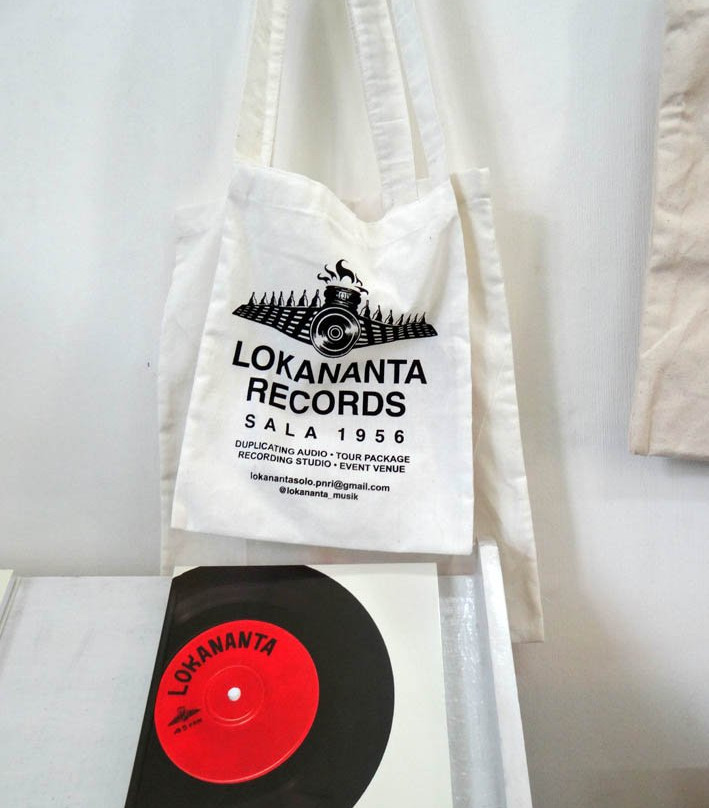 LOKANANTA
RECORDS
SALA 1956
DUPLICATING AUDIO • TOUR PACKAGE
RECORDING STUDIO • EVENT VENUE
lokanantasolo.pnri@gmail.com
@lokananta_musik
LOKANANTA